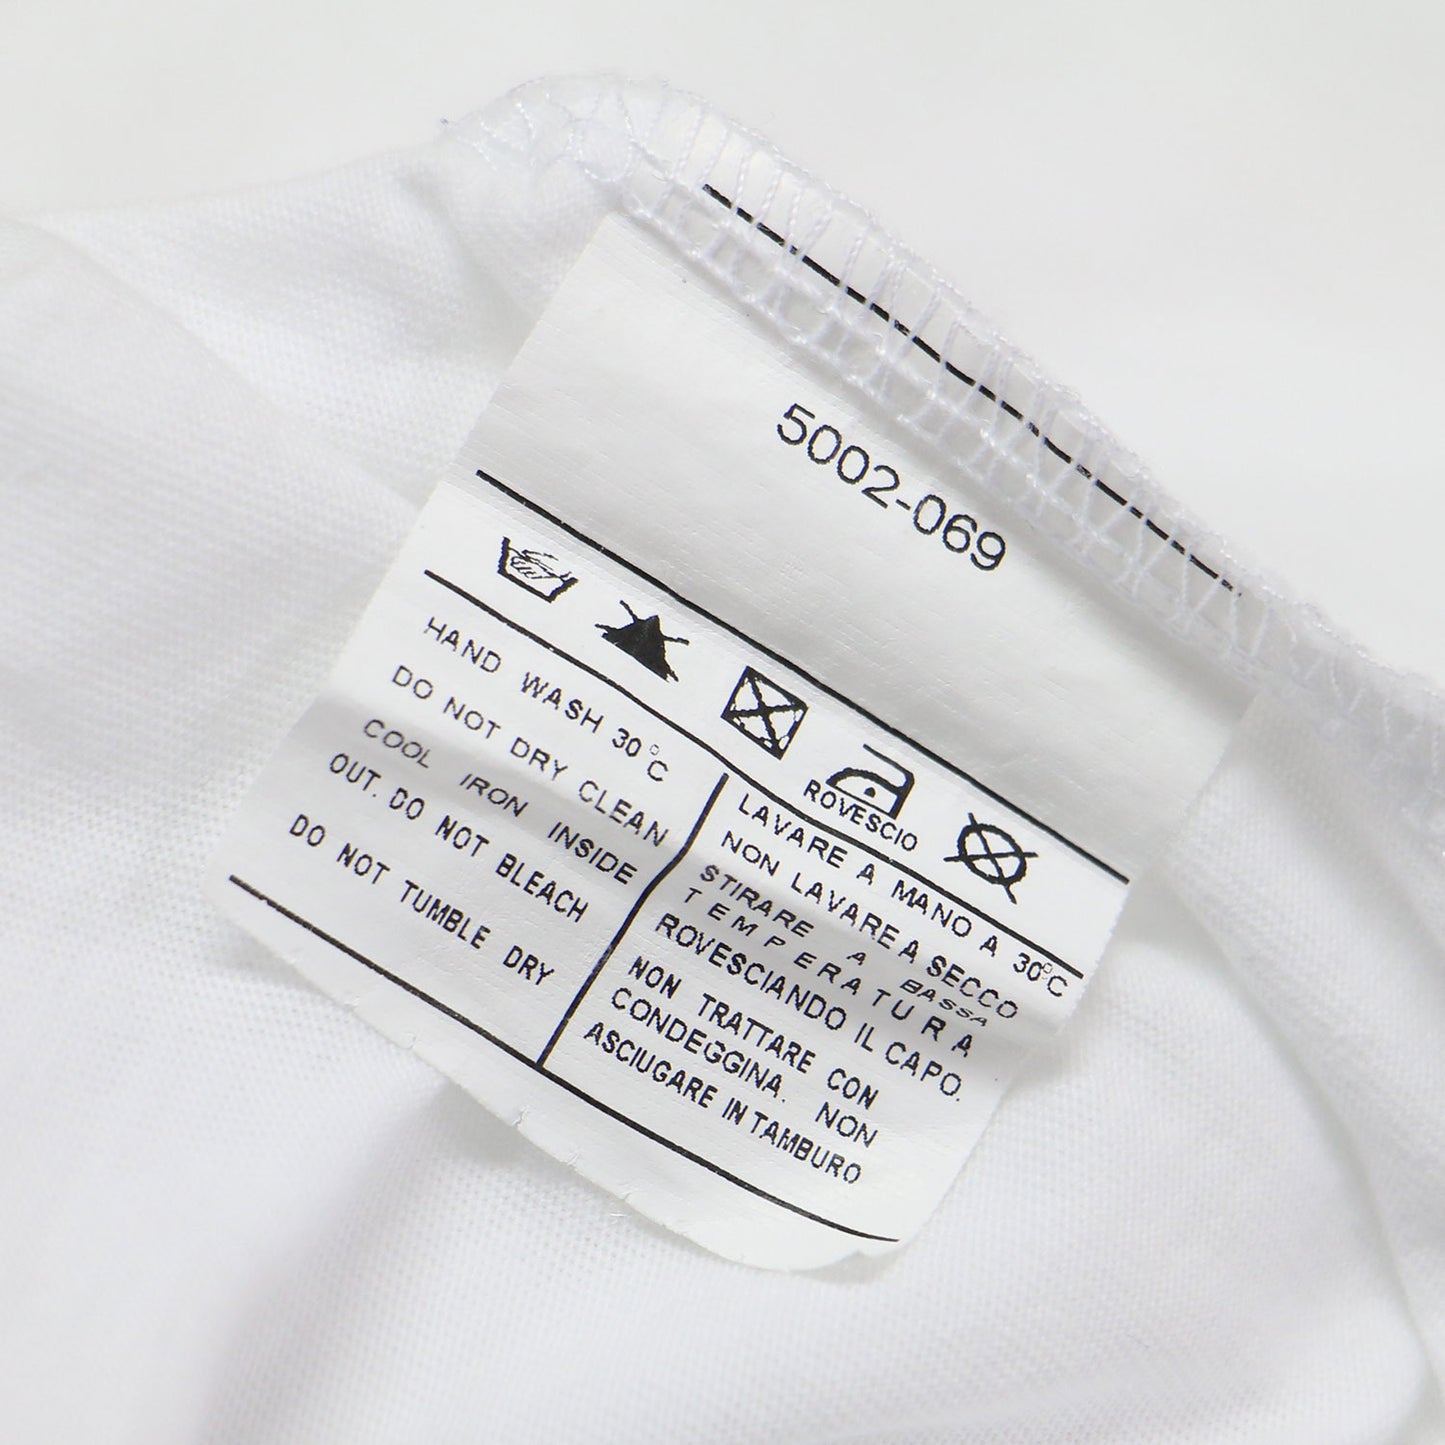 5002-069
ROVESCIO
HAND WASH 30°C
DO NOT DRY CLEAN
COOL IRON INSIDE
OUT. DO NOT BLEACH
DO NOT TUMBLE DRY
LAVARE A MANO A 30°C
NON LAVARE A SECCO
STIRARE A BASSA
TEMPERATURA
ROVESCIANDO IL CAPO.
NON TRATTARE CON
CONDEGGINA. NON
ASCIUGARE IN TAMBURO